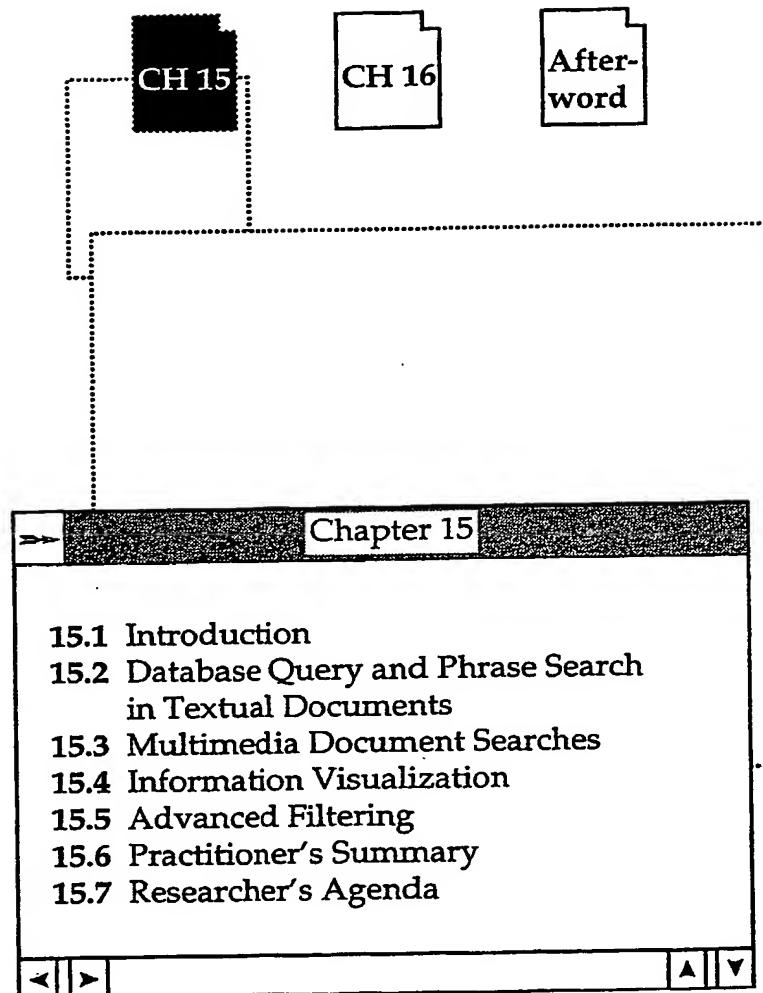 CH 15
CH 16
After-
word
Chapter 15
15.1 Introduction
15.2 Database Query and Phrase Search
in Textual Documents
15.3 Multimedia Document Searches
15.4 Information Visualization
15.5 Advanced Filtering
15.6 Practitioner's Summary
15.7 Researcher's Agenda